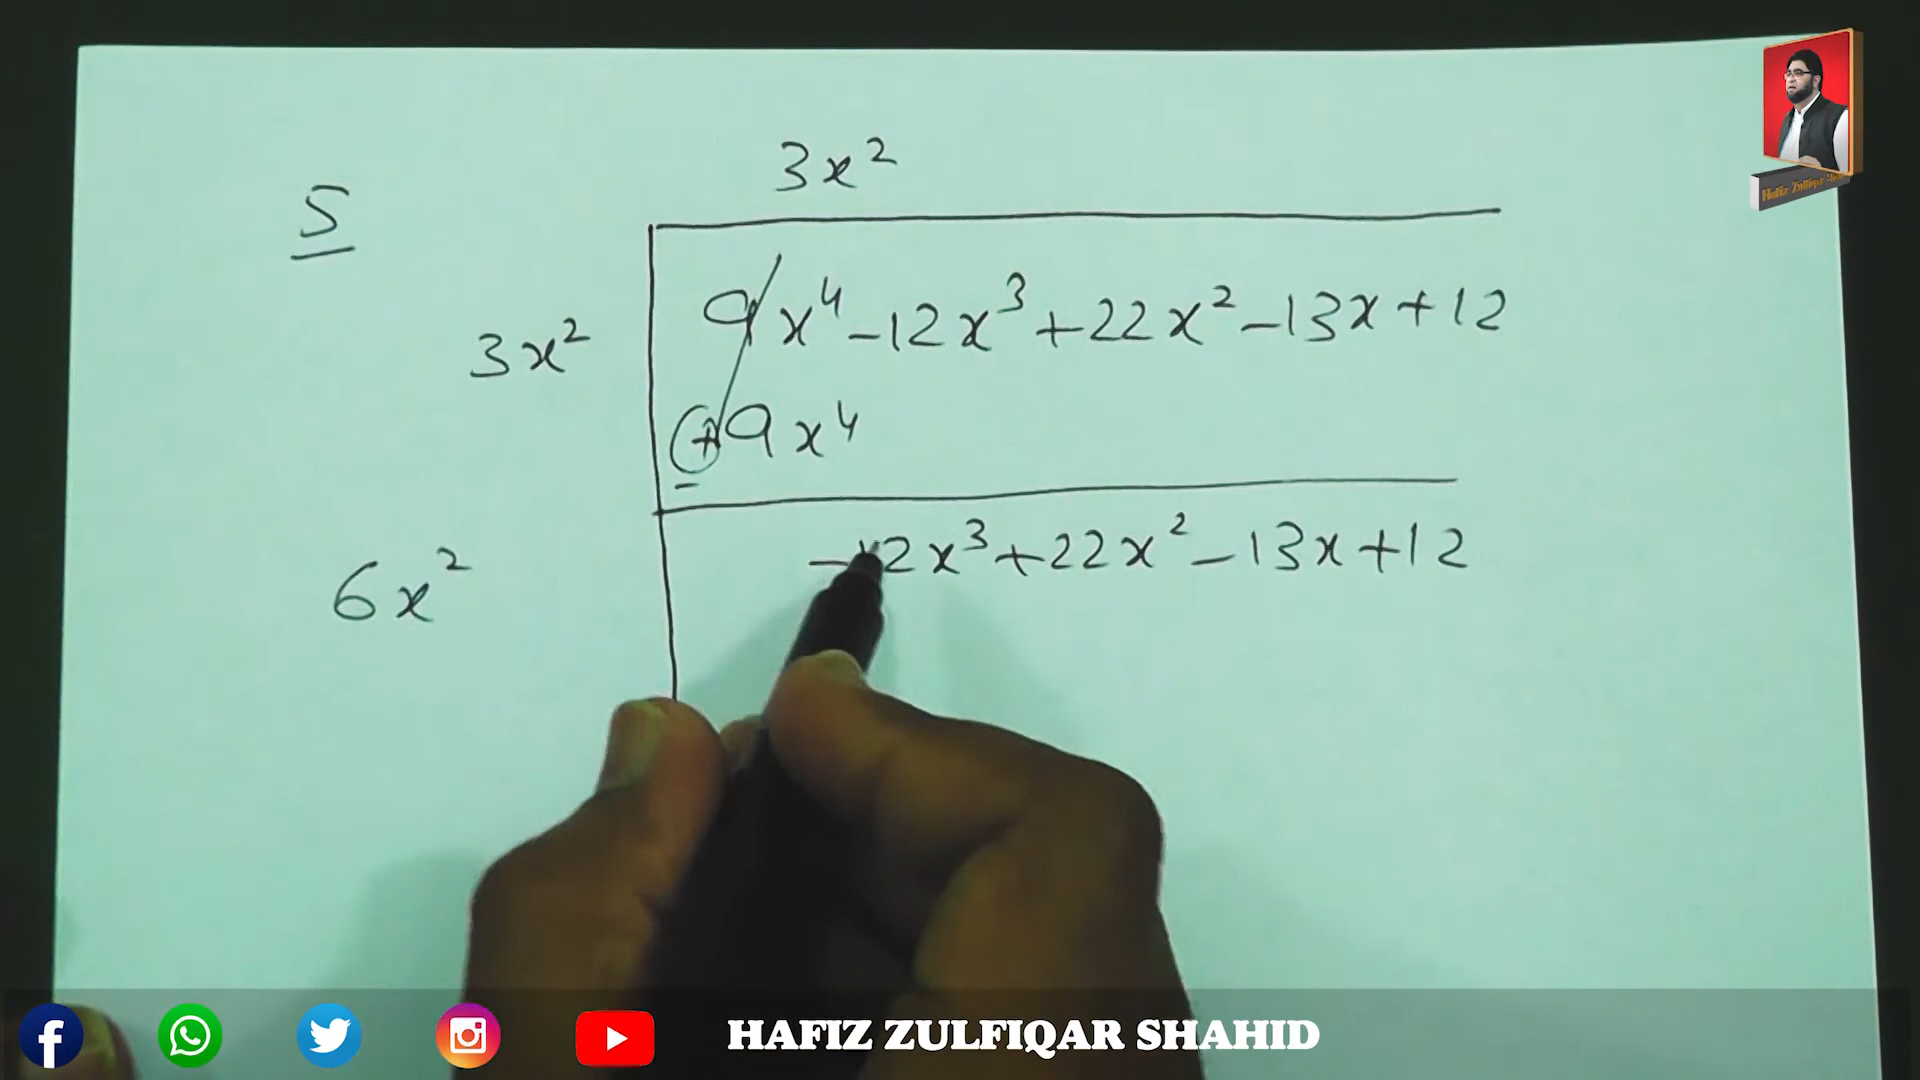 3x²
5
9x⁴-12x³+22x²-13x+12
3x²
+9x⁴
-
-12x³+22x²-13x+12
6x²
HAFIZ ZULFIQAR SHAHID